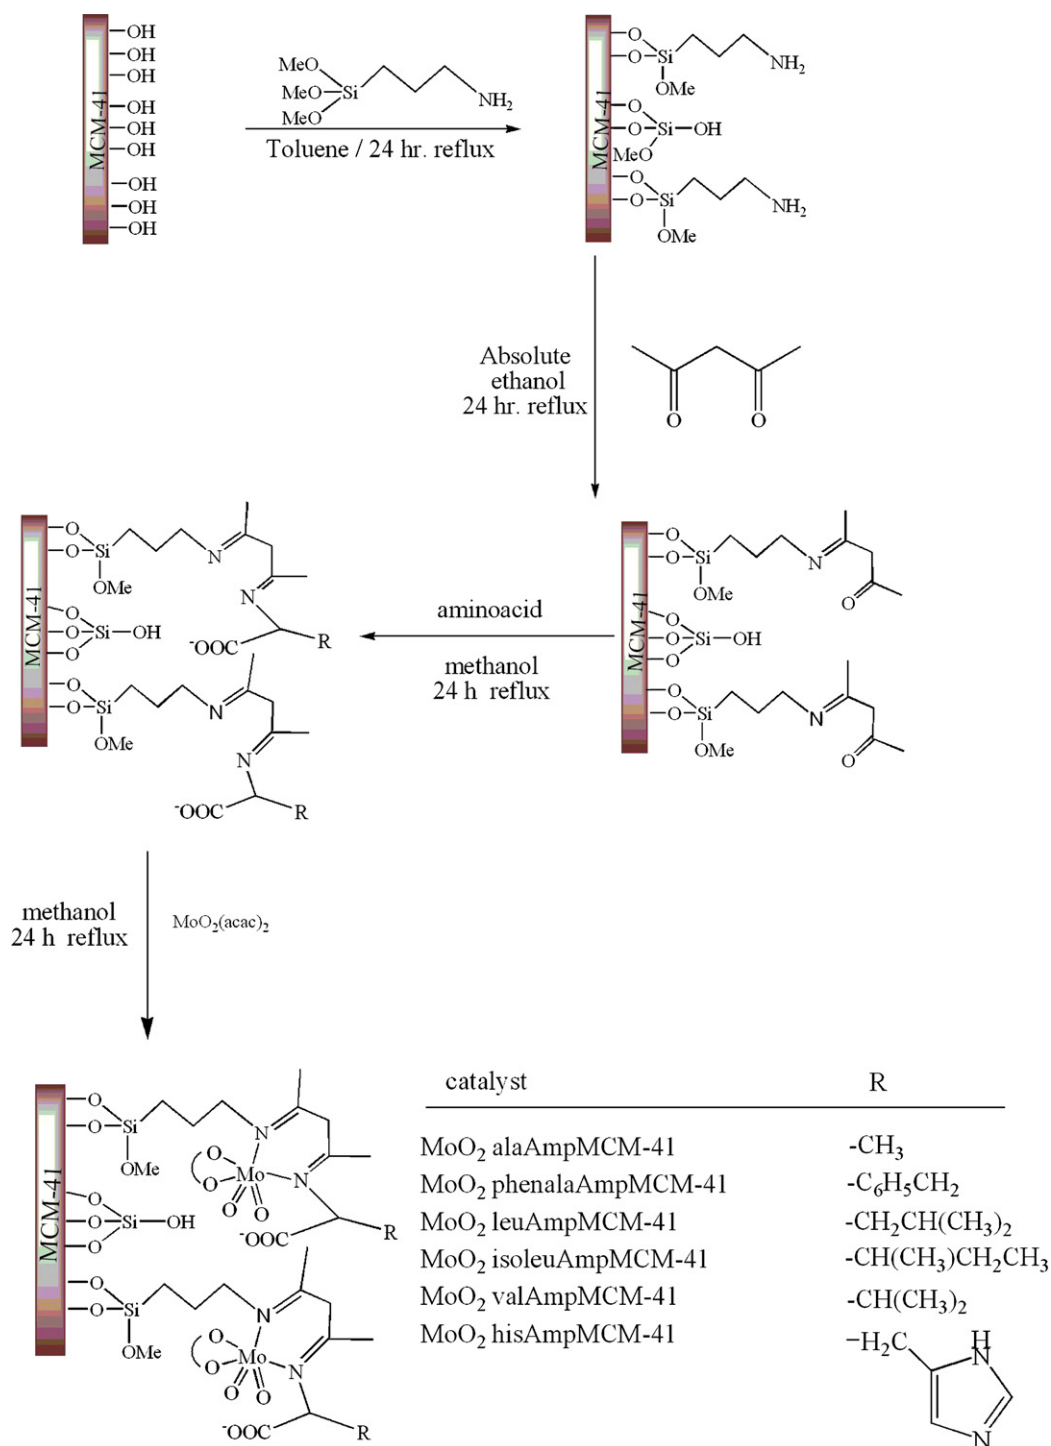 MCM-41
-OH
-OH
-OH
-OH
-OH
-OH
-OH
-OH
-OH
MeO
MeO
MeO
Si
NH2
Toluene / 24 hr. reflux
MCM-41
O
O
Si
OMe
NH2
O
O
Si
OH
MeO
O
O
Si
OMe
NH2
Absolute
ethanol
24 hr. reflux
O
O
MCM-41
O
O
Si
OMe
N
O
O
O
O
Si
OH
O
O
Si
OMe
N
O
aminoacid
methanol
24 h reflux
MCM-41
O
O
Si
OMe
N
N
-OOC
R
O
O
O
Si
OH
O
O
Si
OMe
N
N
-OOC
R
methanol
24 h reflux
MoO2(acac)2
MCM-41
O
O
Si
OMe
N
O
O
Mo
N
O
O
-OOC
R
O
O
O
Si
OH
O
O
Si
OMe
N
O
O
Mo
N
O
O
-OOC
R
catalyst R
MoO2 alaAmpMCM-41 -CH3
MoO2 phenalaAmpMCM-41 -C6H5CH2
MoO2 leuAmpMCM-41 -CH2CH(CH3)2
MoO2 isoleuAmpMCM-41 -CH(CH3)CH2CH3
MoO2 valAmpMCM-41 -CH(CH3)2
MoO2 hisAmpMCM-41 -H2C
H
N
N